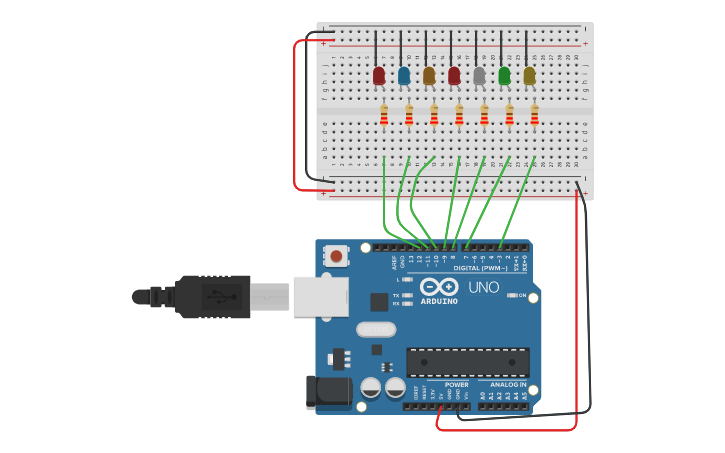 j
i
h
g
f
e
d
c
b
a
AREF
GND
13
12
~11
~10
~9
8
7
~6
~5
4
~3
2
TX→1
RX←0
DIGITAL (PWM~)
L
TX
RX
ARDUINO
UNO
ON
POWER
ANALOG IN
IOREF
RESET
3.3V
5V
GND
GND
Vin
A0
A1
A2
A3
A4
A5